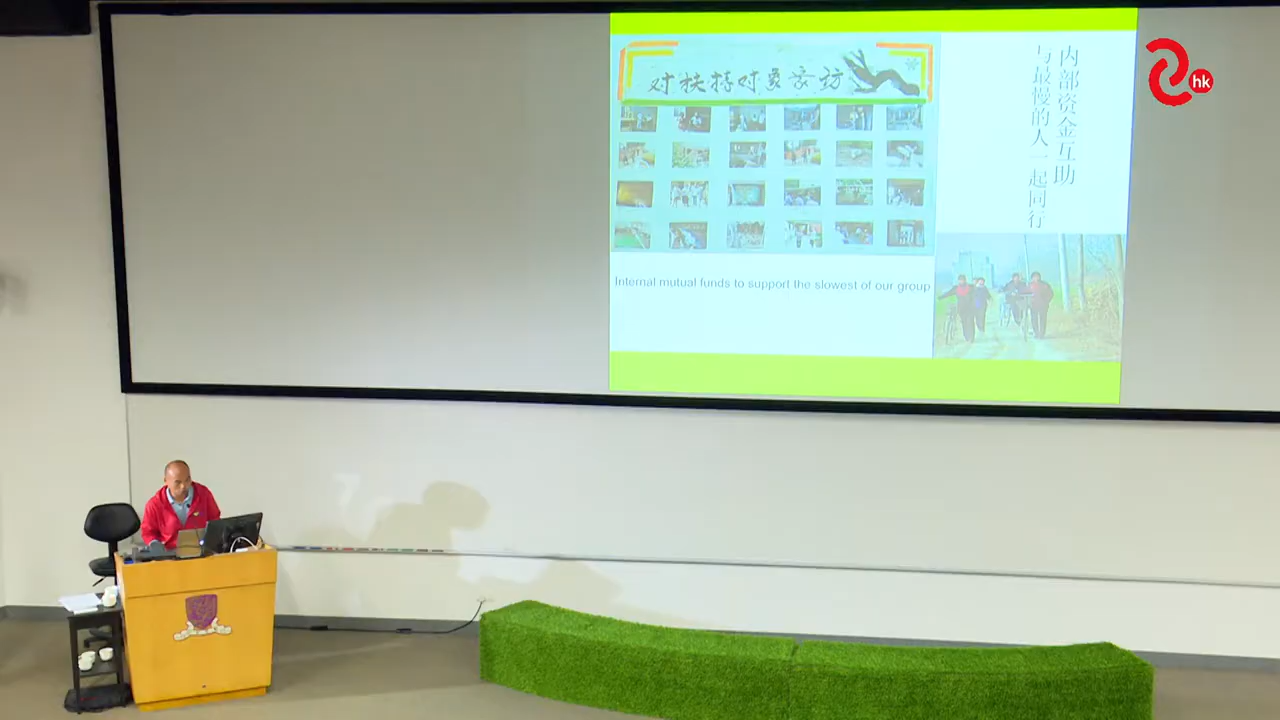 对扶持对象家访
内部资金互助
与最慢的人一起同行
Internal mutual funds to support the slowest of our group
hk